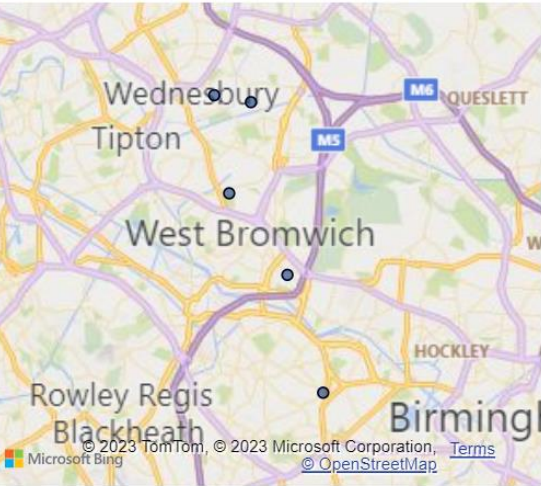 M6
Wednesbury
QUESLETT
Tipton
M5
West Bromwich
W
HOCKLEY
Rowley Regis
Birmingh
Blackheath
© 2023 TomTom, © 2023 Microsoft Corporation, Terms
Microsoft Bing
© OpenStreetMap